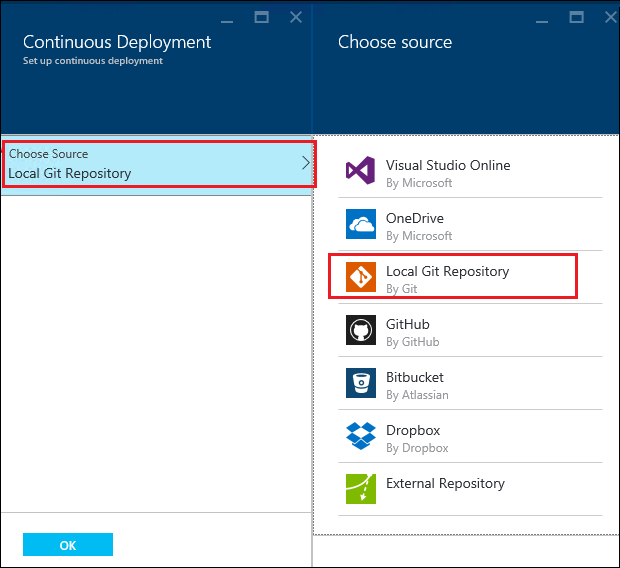 Continuous Deployment
Set up continuous deployment
Choose Source
Local Git Repository
OK
Choose source
Visual Studio Online
By Microsoft
OneDrive
By Microsoft
Local Git Repository
By Git
GitHub
By GitHub
Bitbucket
By Atlassian
Dropbox
By Dropbox
External Repository